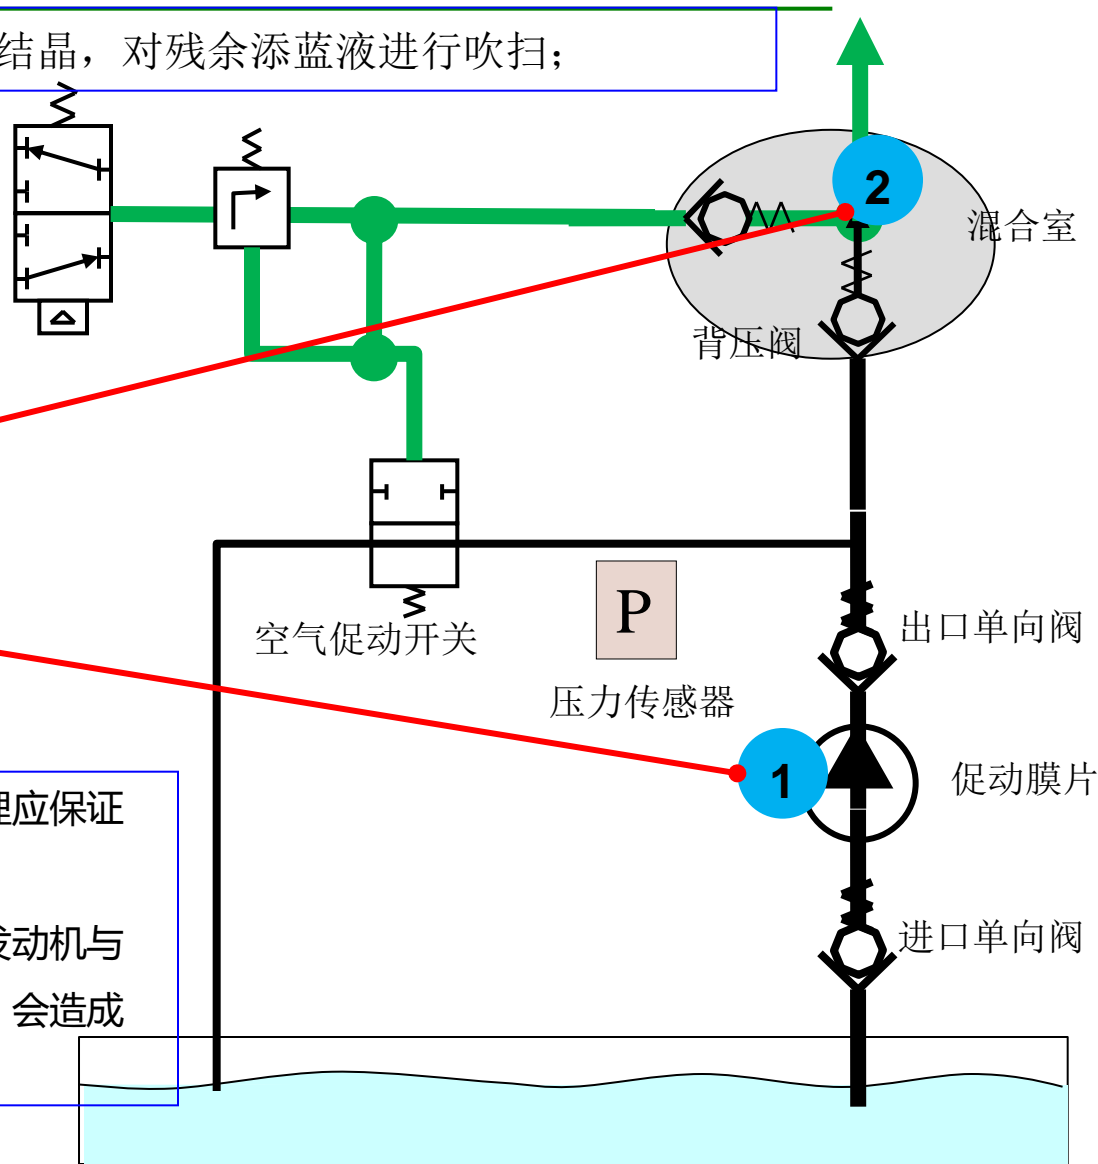 结晶，对残余添蓝液进行吹扫；
2
混合室
背压阀
P
空气促动开关
出口单向阀
压力传感器
1
促动膜片
理应保证
进口单向阀
发动机与
会造成